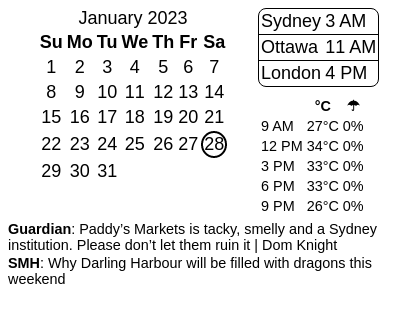 January 2023
Su Mo Tu We Th Fr Sa
1 2 3 4 5 6 7
8 9 10 11 12 13 14
15 16 17 18 19 20 21
22 23 24 25 26 27 28
29 30 31
Sydney 3 AM
Ottawa 11 AM
London 4 PM
°C ☂
9 AM 27°C 0%
12 PM 34°C 0%
3 PM 33°C 0%
6 PM 33°C 0%
9 PM 26°C 0%
Guardian: Paddy’s Markets is tacky, smelly and a Sydney
institution. Please don’t let them ruin it | Dom Knight
SMH: Why Darling Harbour will be filled with dragons this
weekend